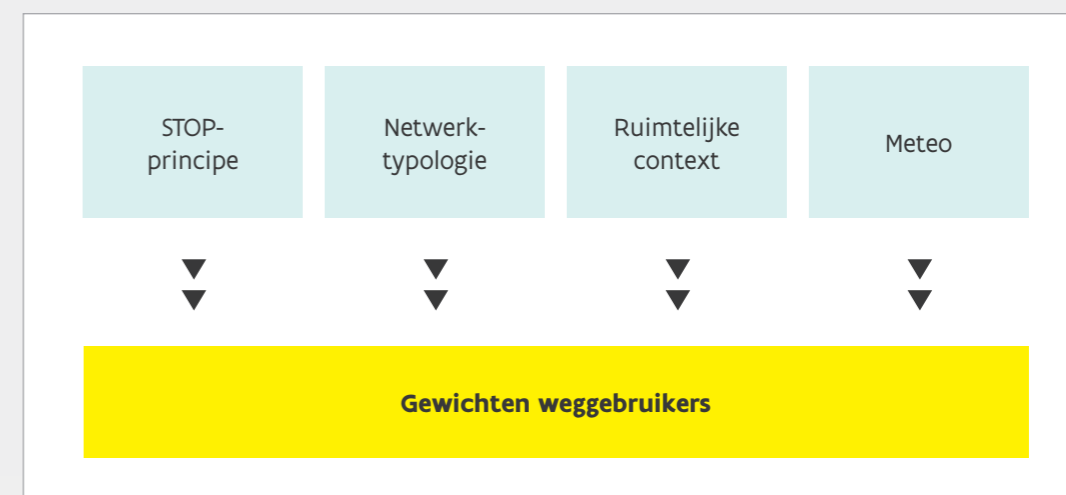 STOP-
principe
Netwerk-
typologie
Ruimtelijke
context
Meteo
Gewichten weggebruikers